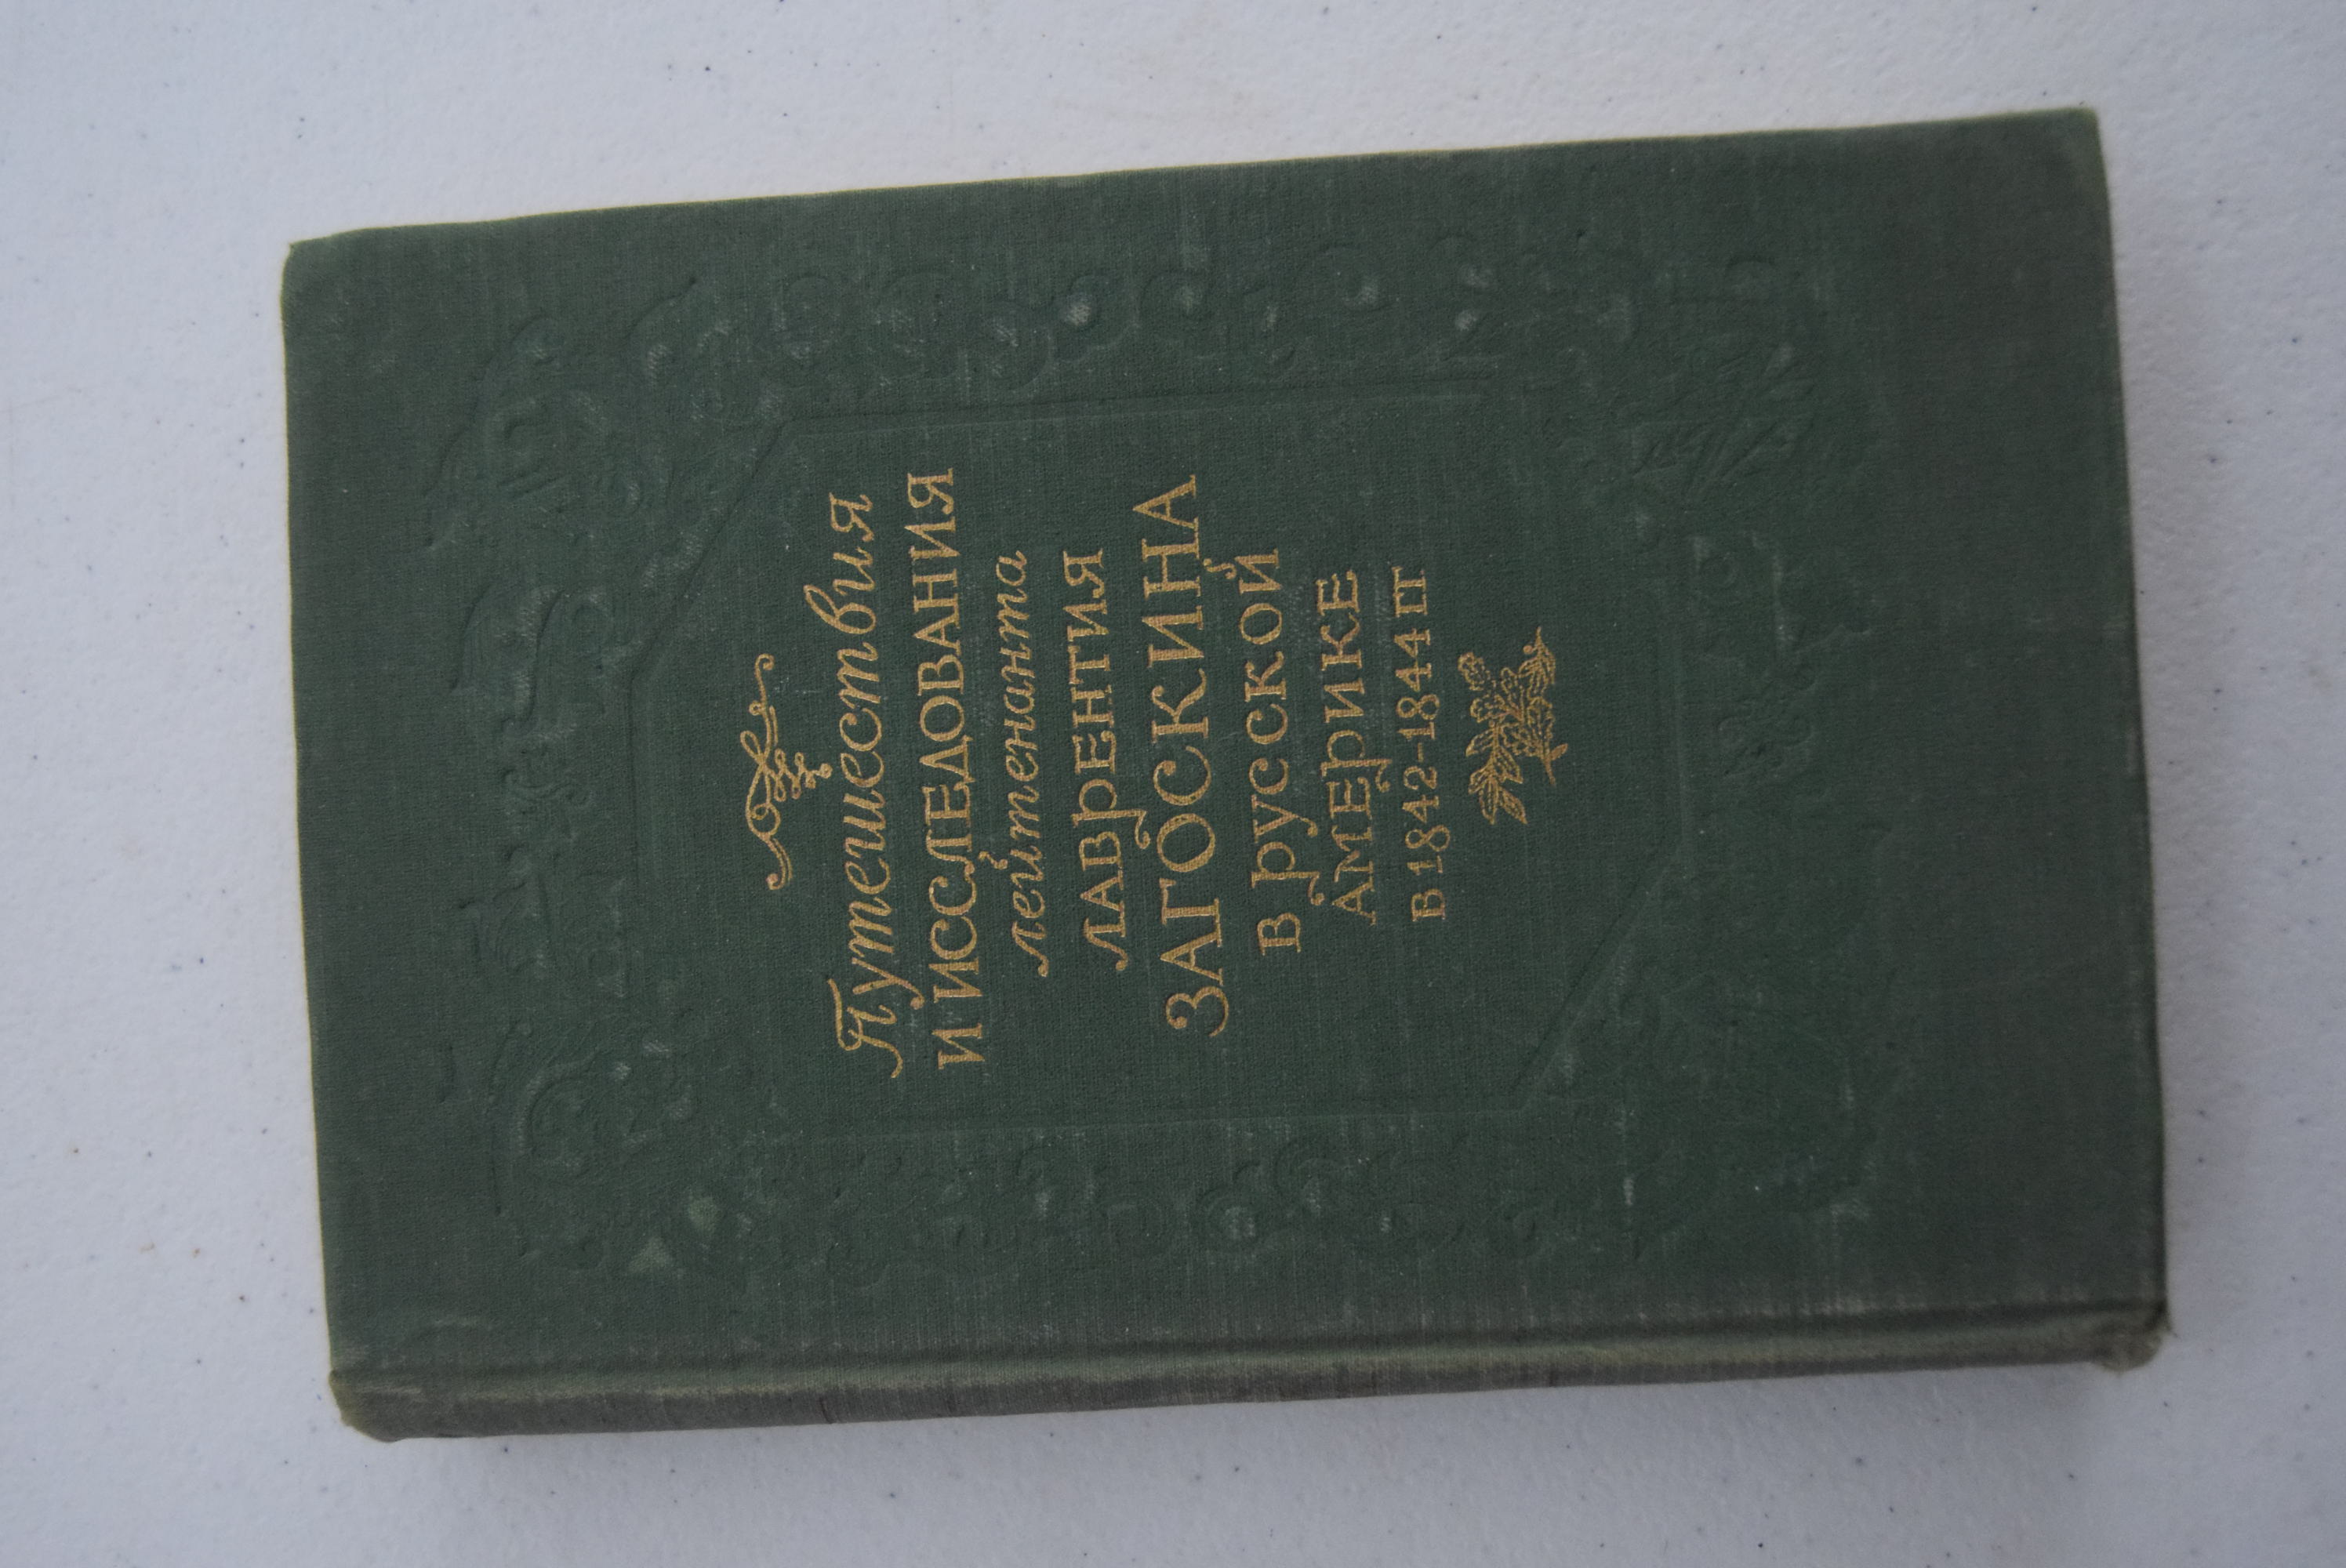 Путешествия
И ИССЛЕДОВАНИЯ
лейтенанта
ЛАВРЕНТИЯ
ЗАГОСКИНА
В РУССКОЙ
АМЕРИКЕ
В 1842-1844 ГГ